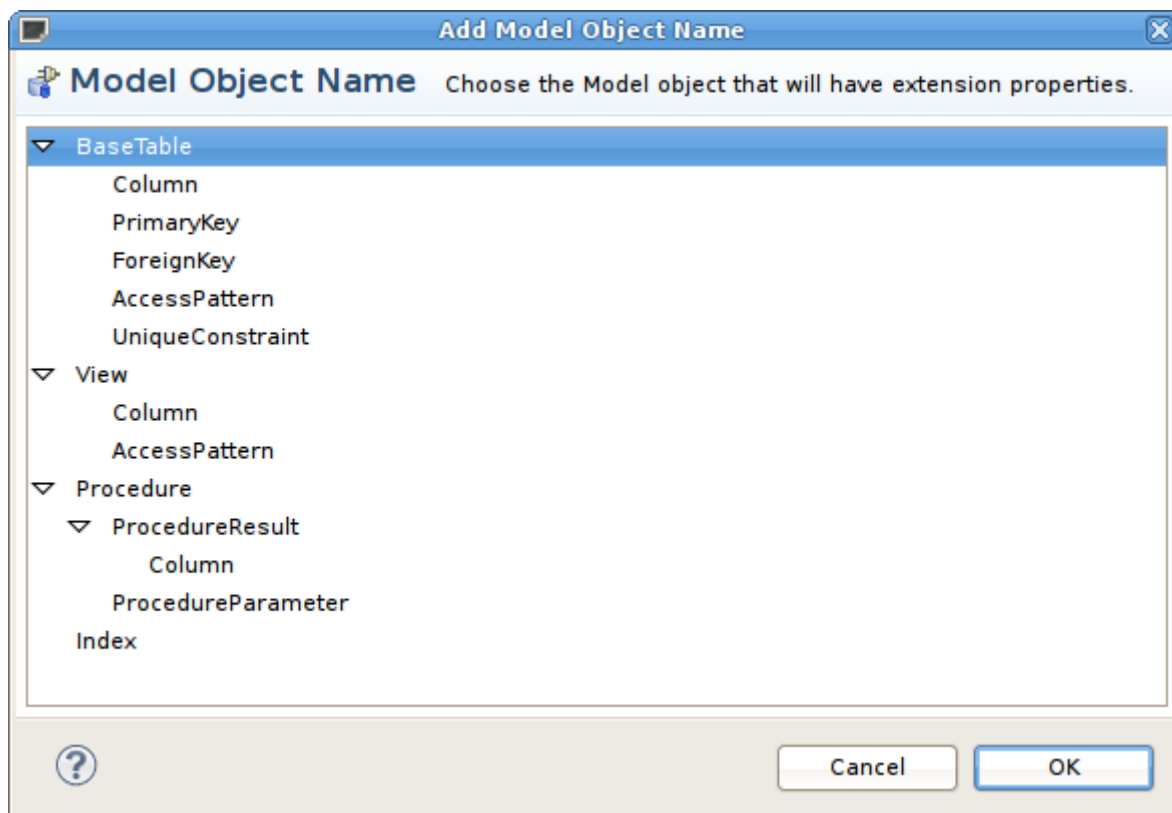 Add Model Object Name
Model Object Name Choose the Model object that will have extension properties.
BaseTable
Column
PrimaryKey
ForeignKey
AccessPattern
UniqueConstraint
View
Column
AccessPattern
Procedure
ProcedureResult
Column
ProcedureParameter
Index
?
Cancel OK